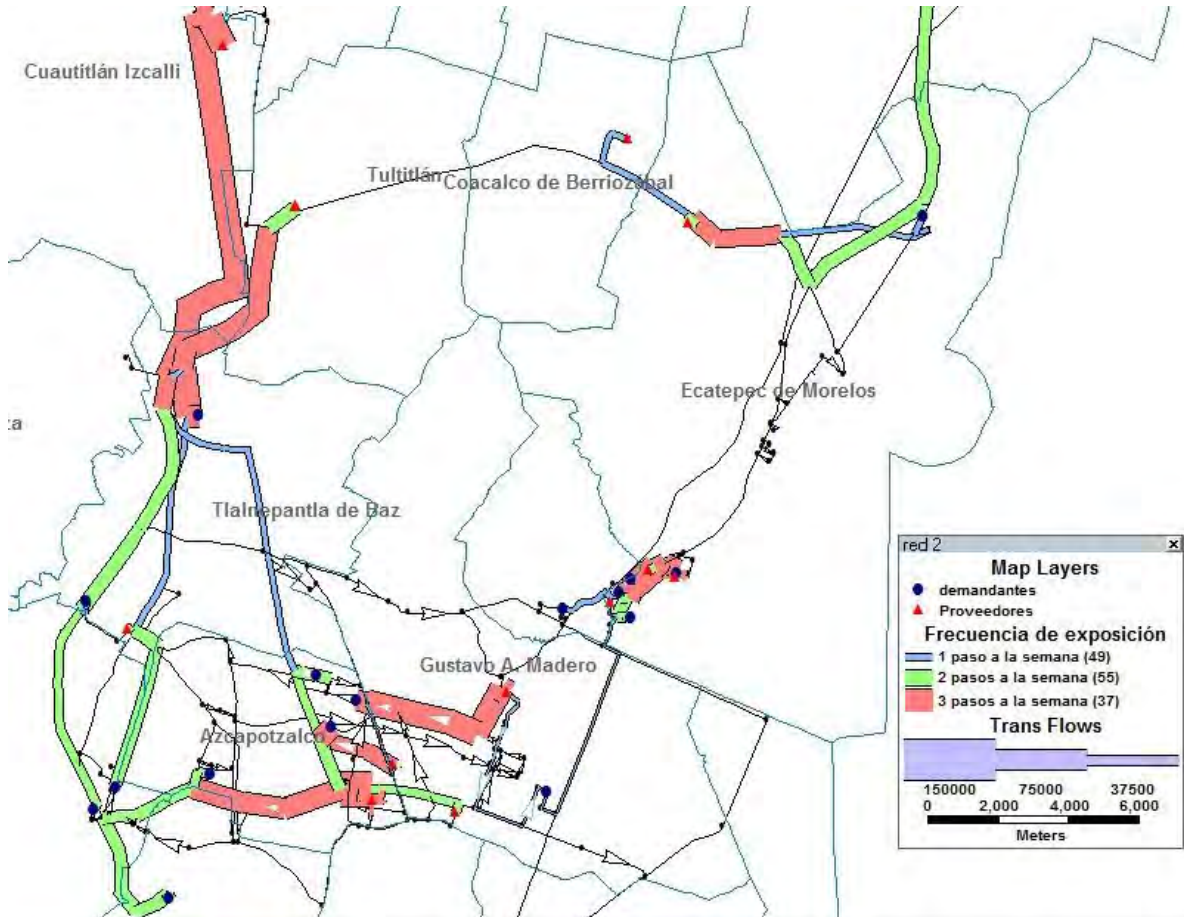 Cuautitlán Izcalli
Tultitlán
Coacalco de Berriozábal
Ecatepec de Morelos
za
Tlalnepantla de Baz
Gustavo A. Madero
Azcapotzalco
red 2
Map Layers
demandantes
Proveedores
Frecuencia de exposición
1 paso a la semana (49)
2 pasos a la semana (55)
3 pasos a la semana (37)
Trans Flows
150000 75000 37500
0 2,000 4,000 6,000
Meters